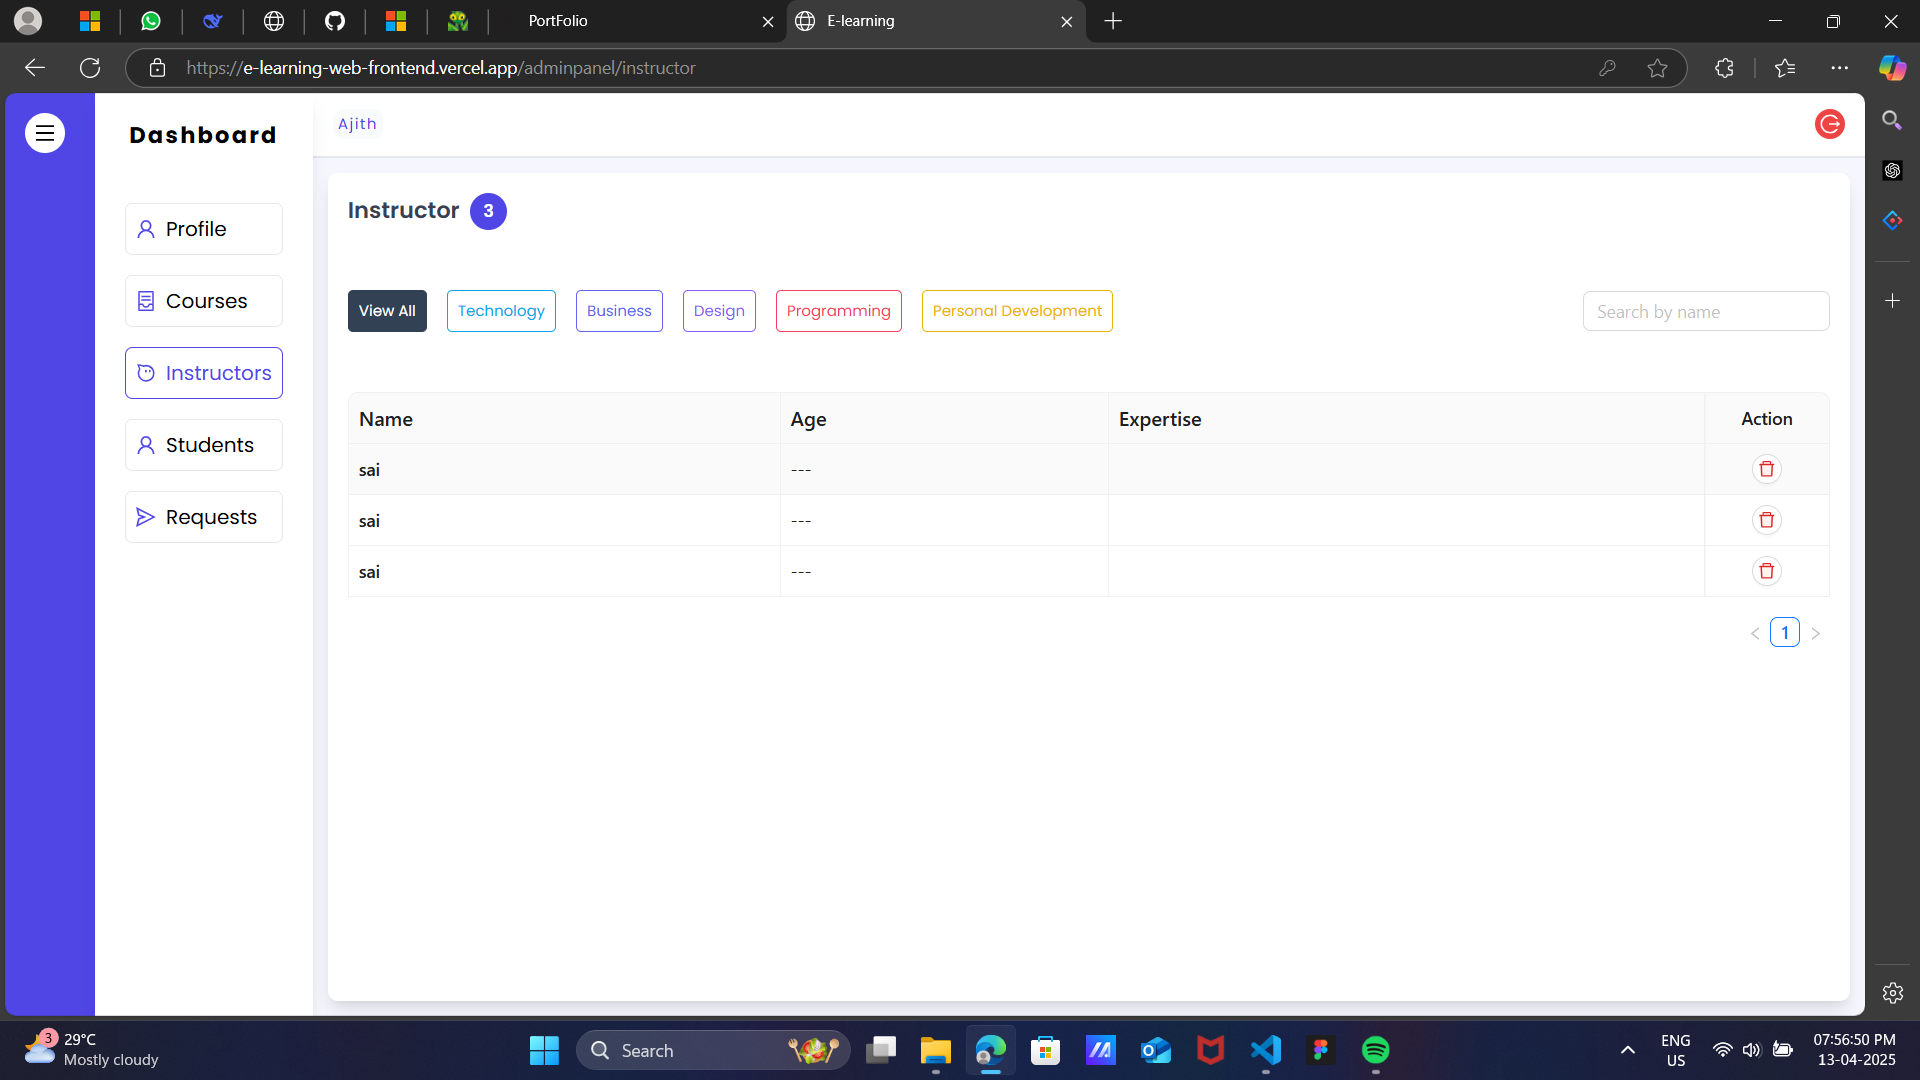 PortFolio
E-learning
https://e-learning-web-frontend.vercel.app/adminpanel/instructor
Dashboard
Ajith
Profile
Courses
Instructors
Students
Requests
Instructor 3
View All
Technology
Business
Design
Programming
Personal Development
Search by name
Name Age Expertise Action
sai ---
sai ---
sai ---
1
3
29°C
Mostly cloudy
Search
ENG
US
07:56:50 PM
13-04-2025